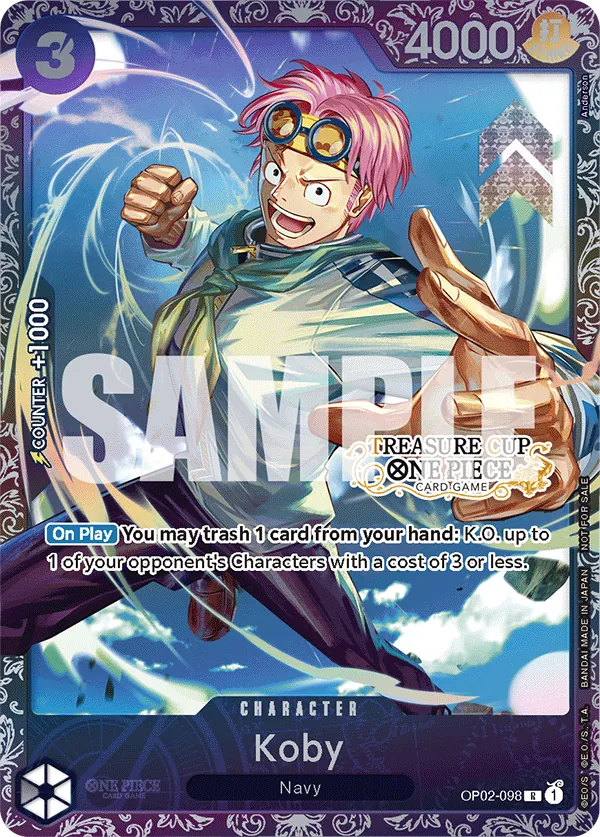 3
4000
打
Anderson
COUNTER +1000
SAMPLE
TREASURE CUP
ONE PIECE
CARD GAME
On Play You may trash 1 card from your hand: K.O. up to
1 of your opponent's Characters with a cost of 3 or less.
CHARACTER
Koby
Navy
ONE PIECE
CARD GAME
OP02-098 R 1
©E.O./S. ©E.O./S., T.A. BANDAI MADE IN JAPAN NOT FOR SALE